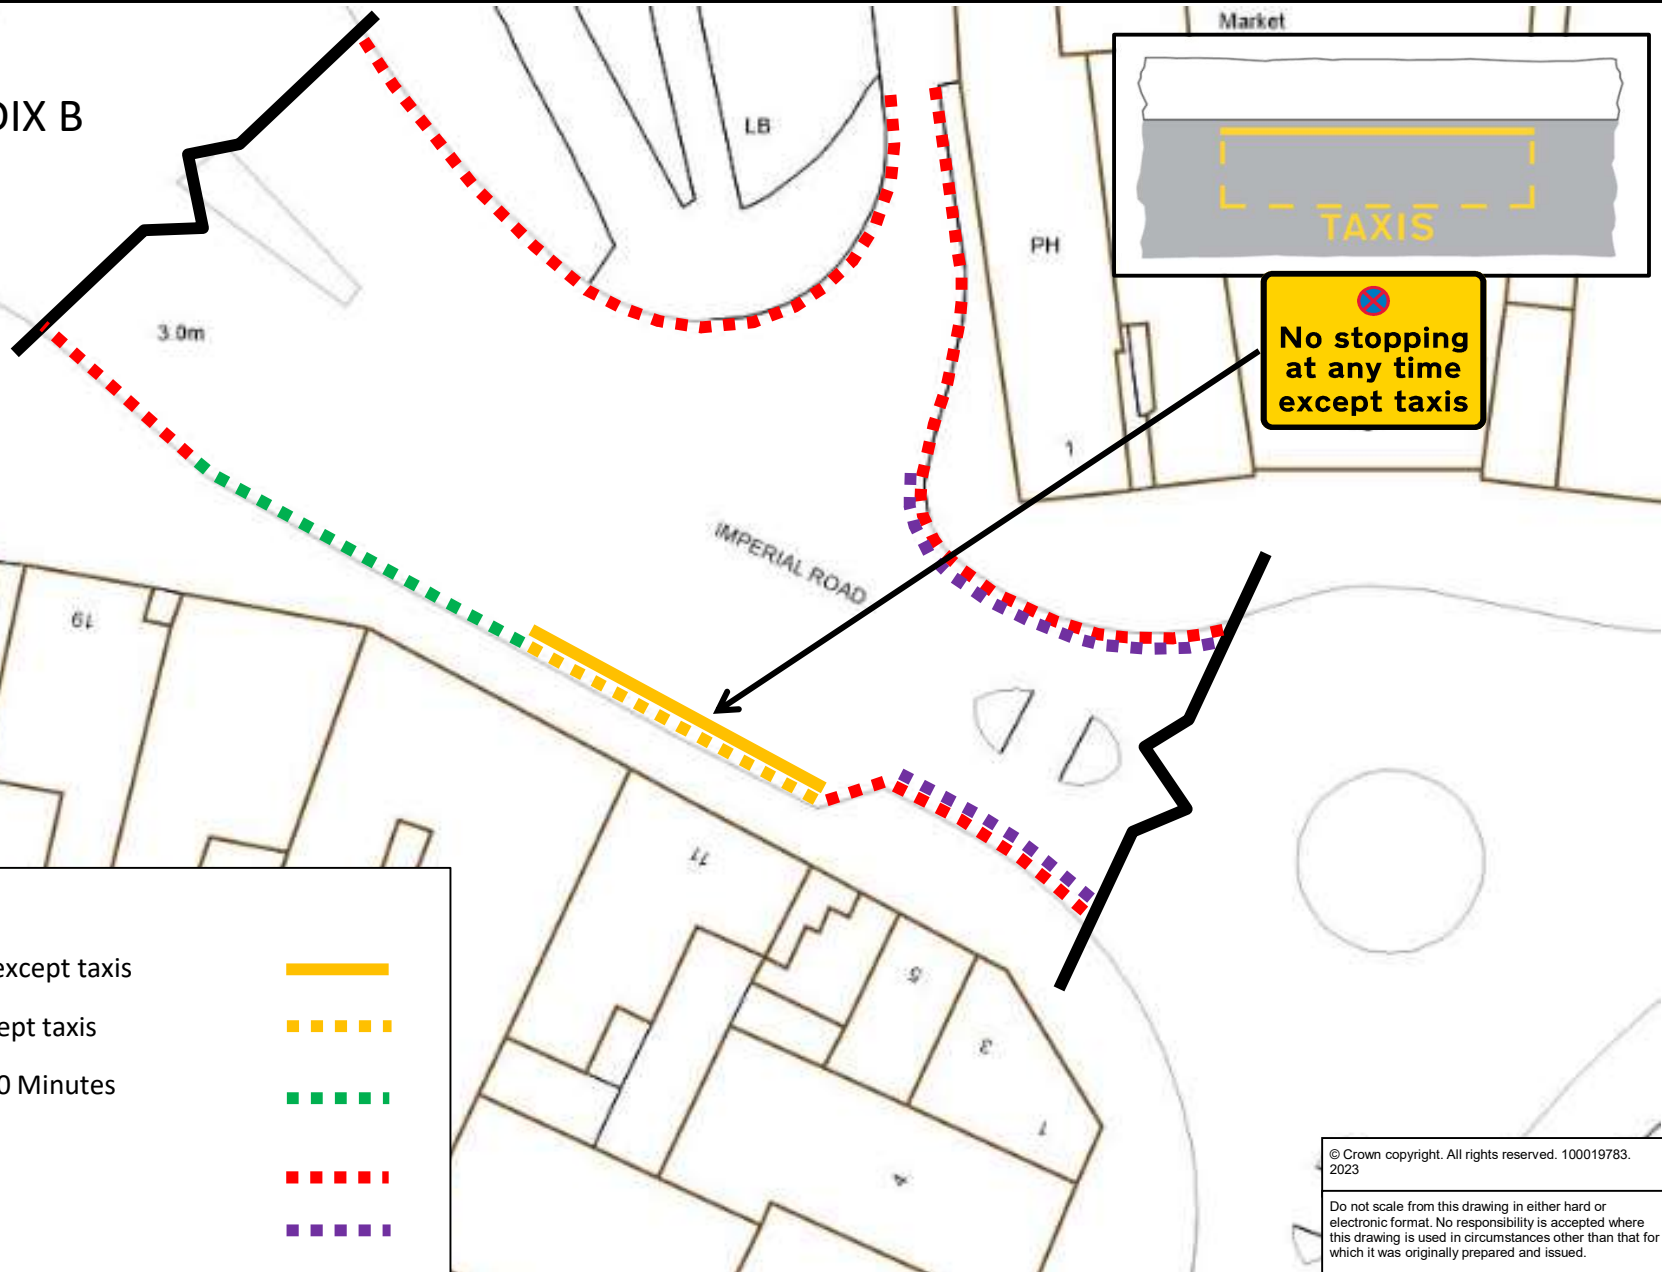 Market
DIX B
LB
TAXIS
PH
3.0m
No stopping
at any time
except taxis
1
IMPERIAL ROAD
19
11
5
3
1
4
except taxis
ept taxis
0 Minutes
© Crown copyright. All rights reserved. 100019783.
2023
Do not scale from this drawing in either hard or
electronic format. No responsibility is accepted where
this drawing is used in circumstances other than that for
which it was originally prepared and issued.